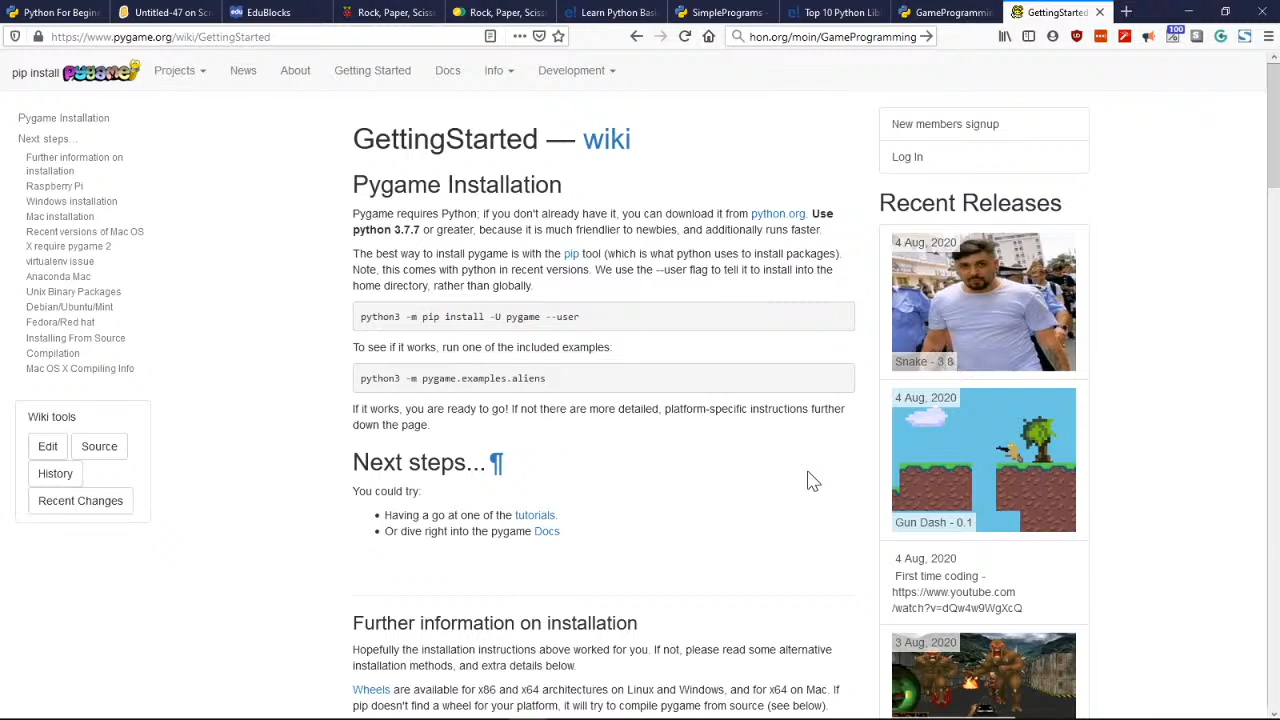 Python For Begin
Untitled-47 on Scr
EduBlocks
Rock, Paper, Sciss
Rock, Paper, Sciss
Learn Python Basi
SimplePrograms -
Top 10 Python Lib
GameProgrammin
GettingStarted —
https://www.pygame.org/wiki/GettingStarted
hon.org/moin/GameProgramming
100
pip install pygame
Projects
News
About
Getting Started
Docs
Info
Development
Pygame Installation
Next steps...
Further information on
installation
Raspberry Pi
Windows installation
Mac installation
Recent versions of Mac OS
X require pygame 2
virtualenv issue
Anaconda Mac
Unix Binary Packages
Debian/Ubuntu/Mint
Fedora/Red hat
Installing From Source
Compilation
Mac OS X Compiling Info
Wiki tools
Edit
Source
History
Recent Changes
GettingStarted — wiki
Pygame Installation
Pygame requires Python; if you don't already have it, you can download it from python.org. Use
python 3.7.7 or greater, because it is much friendlier to newbies, and additionally runs faster.
The best way to install pygame is with the pip tool (which is what python uses to install packages).
Note, this comes with python in recent versions. We use the --user flag to tell it to install into the
home directory, rather than globally.
python3 -m pip install -U pygame --user
To see if it works, run one of the included examples:
python3 -m pygame.examples.aliens
If it works, you are ready to go! If not there are more detailed, platform-specific instructions further
down the page.
Next steps...¶
You could try:
• Having a go at one of the tutorials.
• Or dive right into the pygame Docs
Further information on installation
Hopefully the installation instructions above worked for you. If not, please read some alternative
installation methods, and extra details below.
Wheels are available for x86 and x64 architectures on Linux and Windows, and for x64 on Mac. If
pip doesn't find a wheel for your platform, it will try to compile pygame from source (see below).
New members signup
Log In
Recent Releases
4 Aug, 2020
Snake - 3.8
4 Aug, 2020
Gun Dash - 0.1
4 Aug, 2020
First time coding -
https://www.youtube.com
/watch?v=dQw4w9WgXcQ
3 Aug, 2020